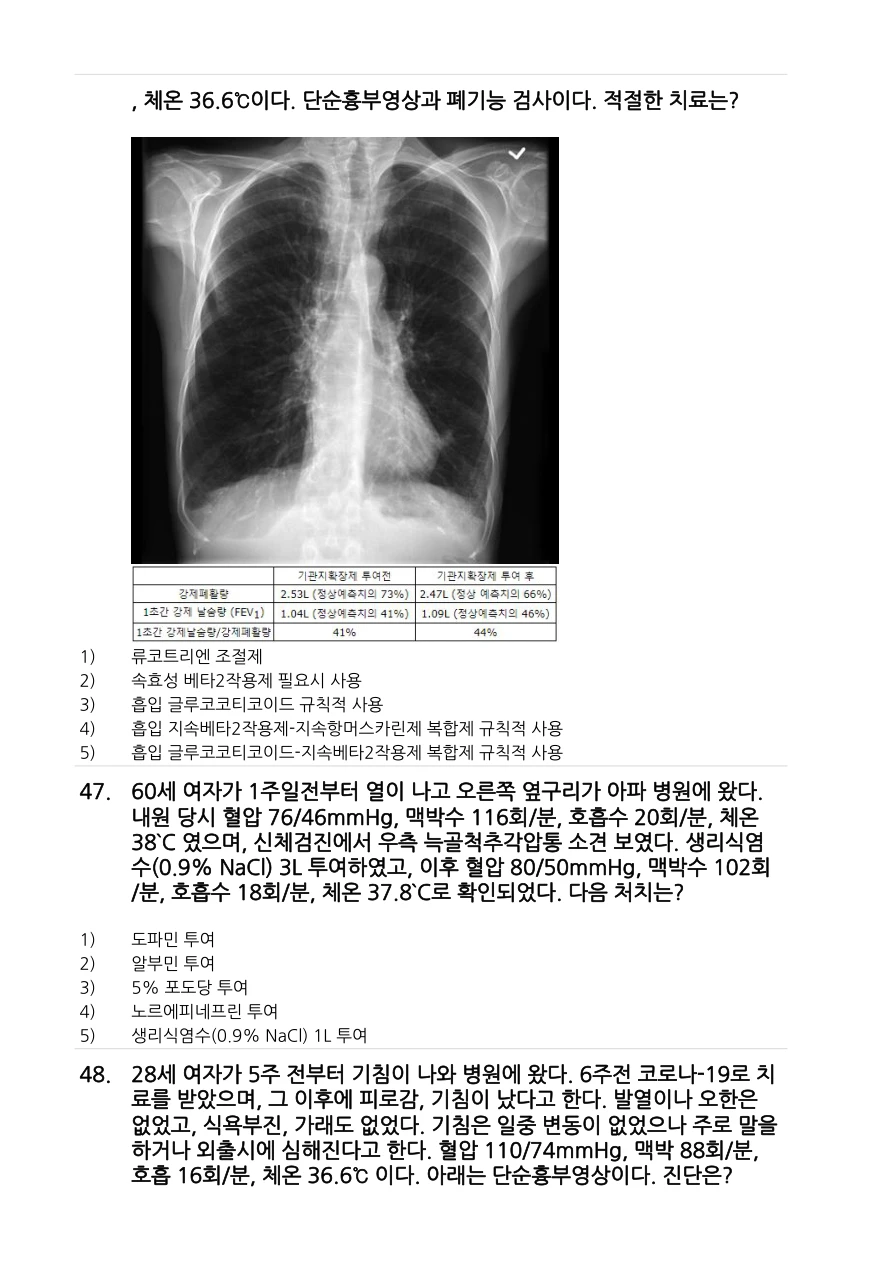 , 체온 36.6℃이다. 단순흉부영상과 폐기능 검사이다. 적절한 치료는?
기관지확장제 투여전 기관지확장제 투여 후
강제폐활량 2.53L (정상예측치의 73%) 2.47L (정상 예측치의 66%)
1초간 강제 날숨량 (FEV1) 1.04L (정상예측치의 41%) 1.09L (정상예측치의 46%)
1초간 강제날숨량/강제폐활량 41% 44%
1) 류코트리엔 조절제
2) 속효성 베타2작용제 필요시 사용
3) 흡입 글루코코티코이드 규칙적 사용
4) 흡입 지속베타2작용제-지속항머스카린제 복합제 규칙적 사용
5) 흡입 글루코코티코이드-지속베타2작용제 복합제 규칙적 사용
47. 60세 여자가 1주일전부터 열이 나고 오른쪽 옆구리가 아파 병원에 왔다.
내원 당시 혈압 76/46mmHg, 맥박수 116회/분, 호흡수 20회/분, 체온
38`C 였으며, 신체검진에서 우측 늑골척추각압통 소견 보였다. 생리식염
수(0.9% NaCl) 3L 투여하였고, 이후 혈압 80/50mmHg, 맥박수 102회
/분, 호흡수 18회/분, 체온 37.8`C로 확인되었다. 다음 처치는?
1) 도파민 투여
2) 알부민 투여
3) 5% 포도당 투여
4) 노르에피네프린 투여
5) 생리식염수(0.9% NaCl) 1L 투여
48. 28세 여자가 5주 전부터 기침이 나와 병원에 왔다. 6주전 코로나-19로 치
료를 받았으며, 그 이후에 피로감, 기침이 났다고 한다. 발열이나 오한은
없었고, 식욕부진, 가래도 없었다. 기침은 일중 변동이 없었으나 주로 말을
하거나 외출시에 심해진다고 한다. 혈압 110/74mmHg, 맥박 88회/분,
호흡 16회/분, 체온 36.6℃ 이다. 아래는 단순흉부영상이다. 진단은?